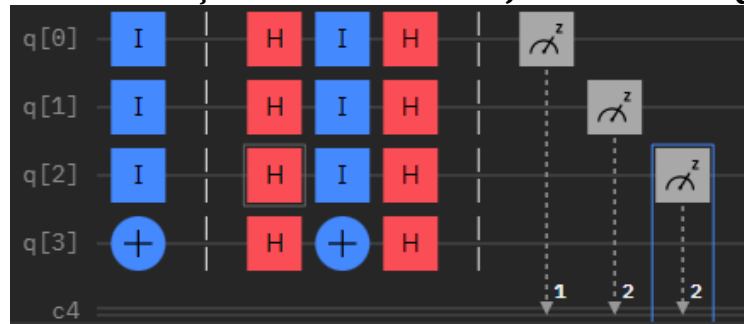 q[0] I H I H z
q[1] I H I H z
q[2] I H I H z
q[3] + H + H
c4 1 2 2